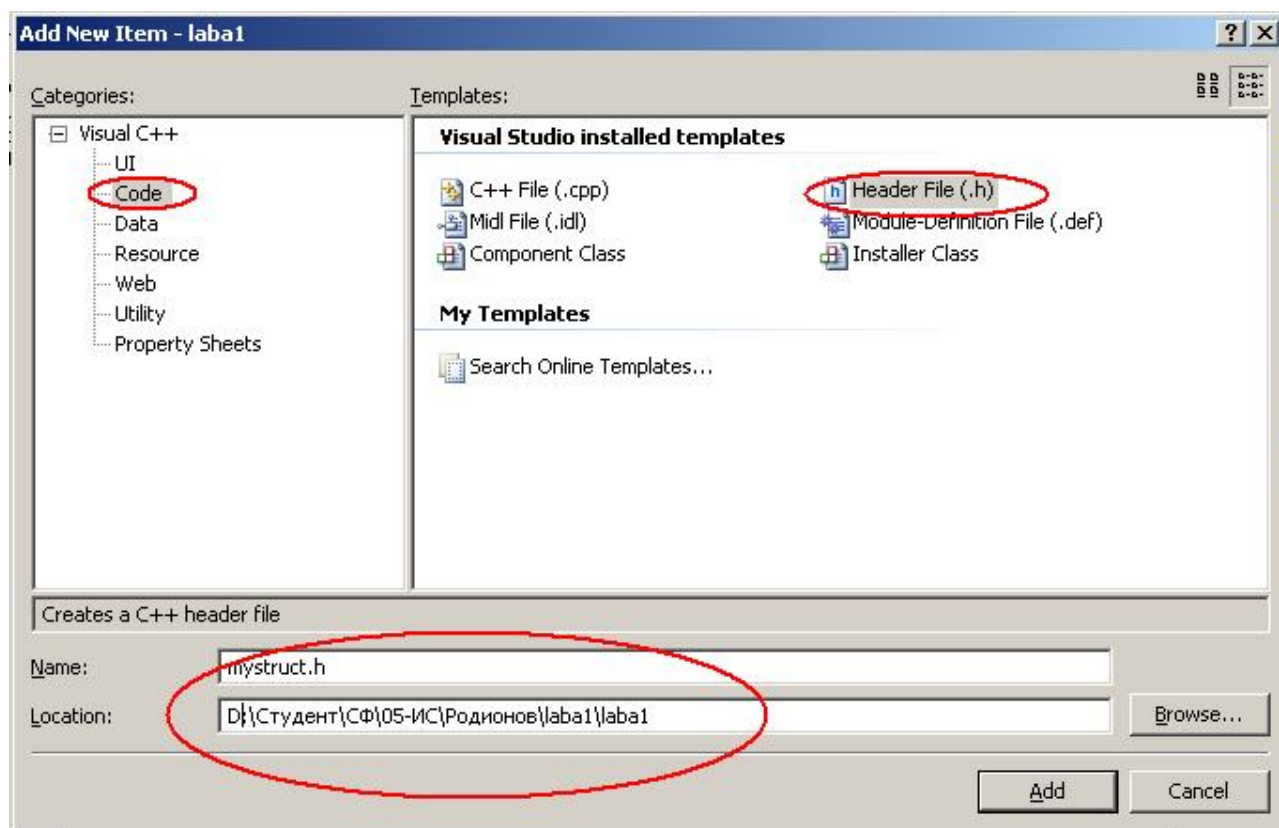 Add New Item - laba1
Categories:
Templates:
Visual C++
UI
Code
Data
Resource
Web
Utility
Property Sheets
Visual Studio installed templates
C++ File (.cpp)
Header File (.h)
Midl File (.idl)
Module-Definition File (.def)
Component Class
Installer Class
My Templates
Search Online Templates...
Creates a C++ header file
Name:
mystruct.h
Location:
D:\Студент\СФ\05-ИС\Родионов\laba1\laba1
Browse...
Add
Cancel